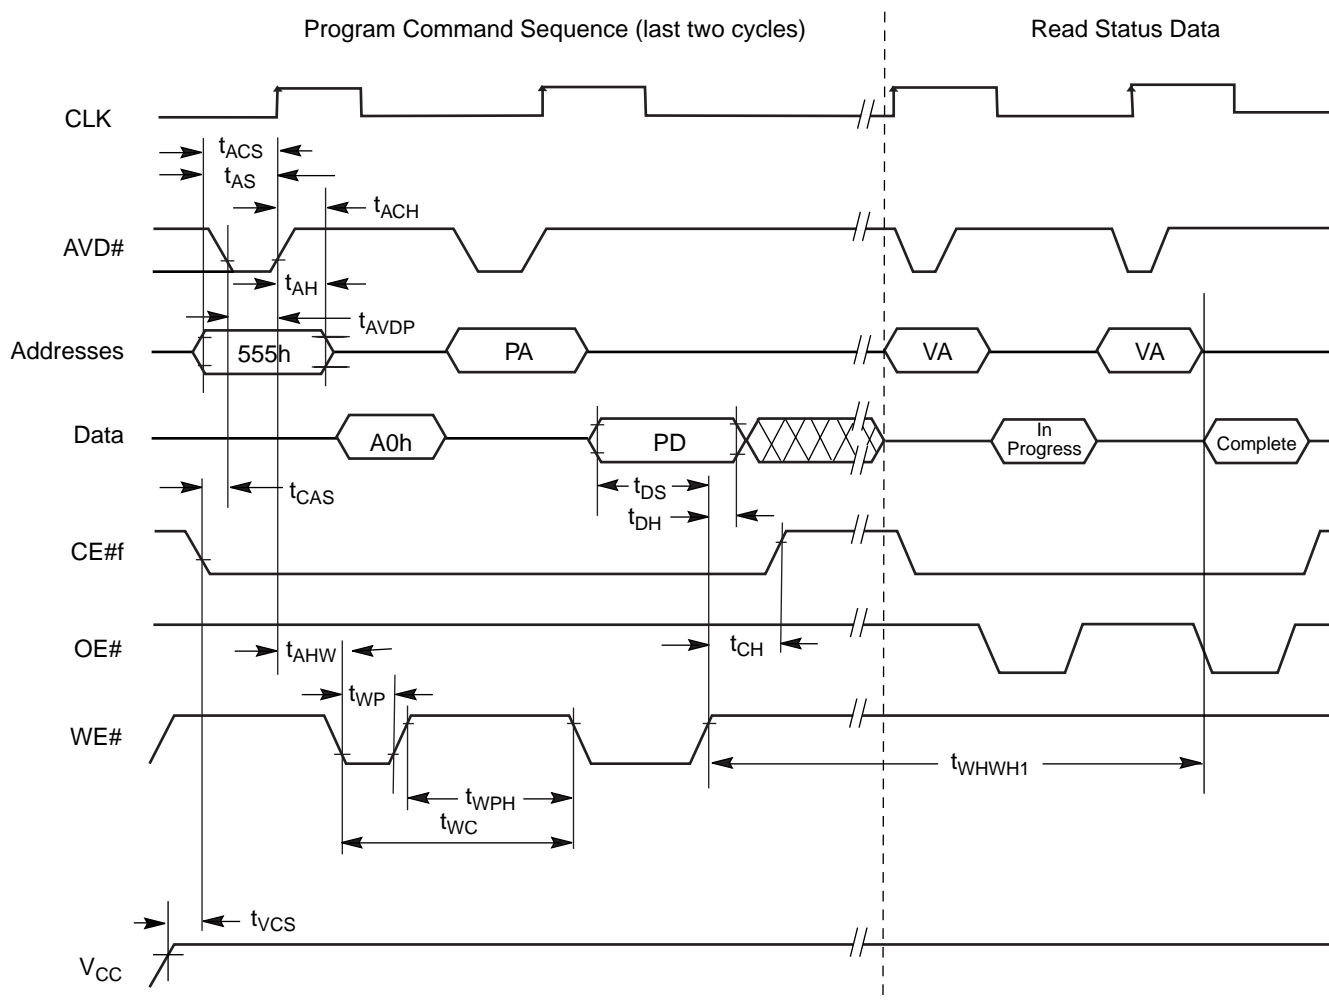 Program Command Sequence (last two cycles)
Read Status Data
CLK
tACS
tAS
tACH
AVD#
tAH
tAVDP
Addresses
555h
PA
VA
VA
Data
A0h
PD
In
Progress
Complete
tCAS
tDS
tDH
CE#f
OE#
tAHW
tCH
tWP
WE#
tWHWH1
tWPH
tWC
tVCS
VCC